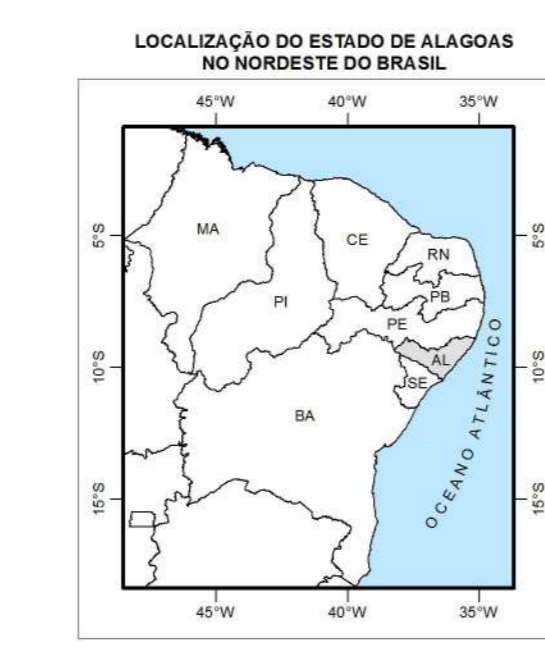 LOCALIZAÇÃO DO ESTADO DE ALAGOAS
NO NORDESTE DO BRASIL
45°W 40°W 35°W
5°S 5°S
MA
CE
RN
PI
PB
PE
10°S 10°S
AL
SE
BA
OCEANO ATLÂNTICO
15°S 15°S
45°W 40°W 35°W